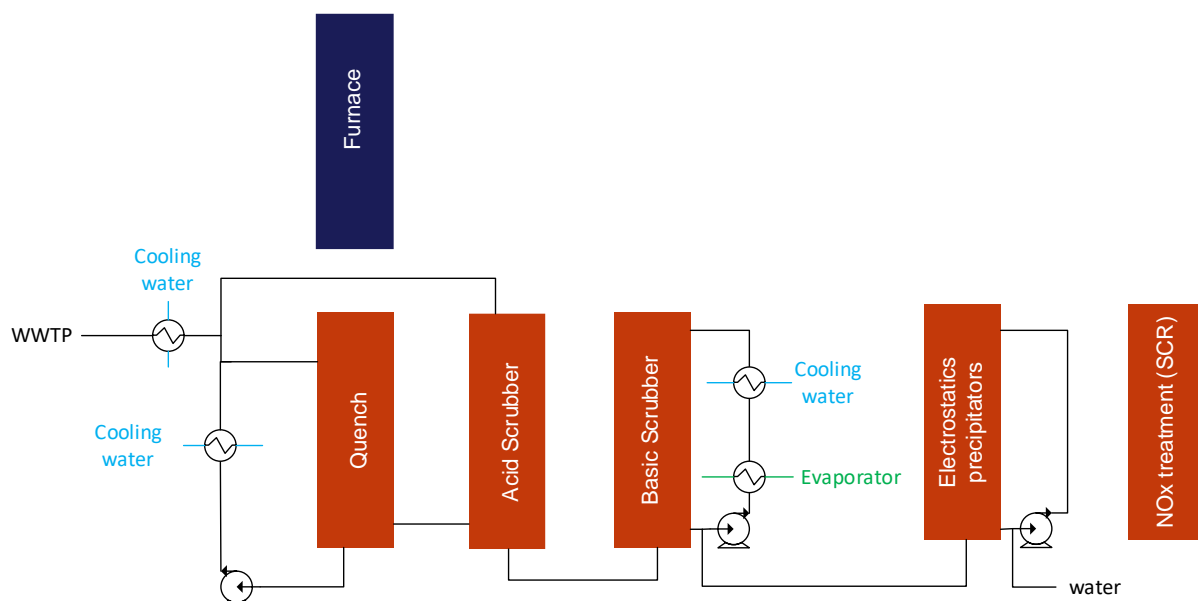 Furnace
Cooling
water
WWTP
Cooling
water
Quench
Acid Scrubber
Basic Scrubber
Cooling
water
Evaporator
Electrostatics
precipitators
NOx treatment (SCR)
water